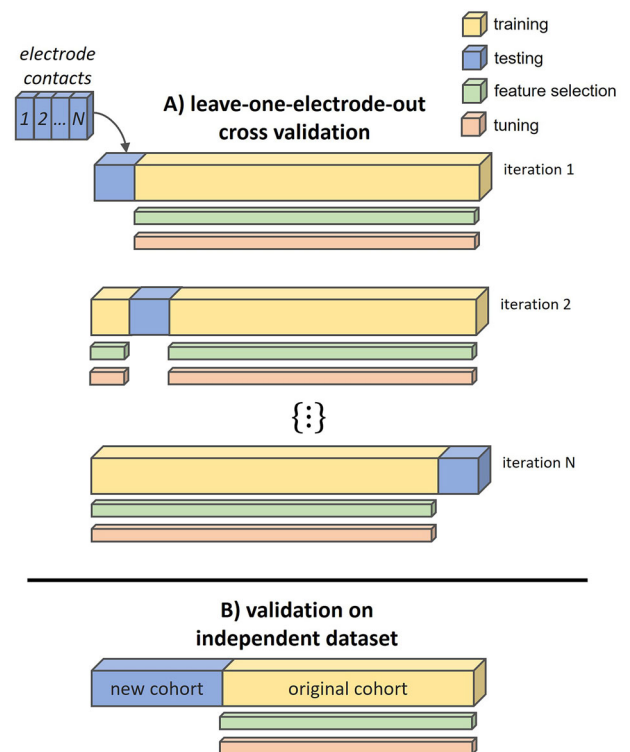 training
testing
feature selection
tuning
electrode
contacts
1 2 ... N
A) leave-one-electrode-out
cross validation
iteration 1
iteration 2
{⋮}
iteration N
B) validation on
independent dataset
new cohort
original cohort